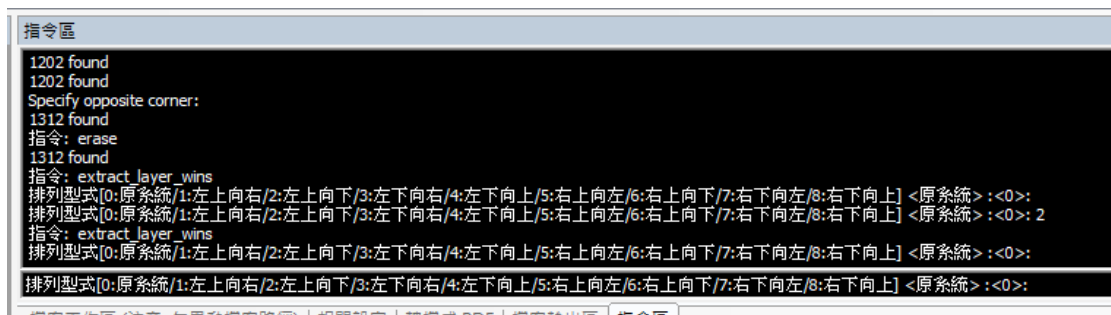 指令區
1202 found
1202 found
Specify opposite corner:
1312 found
指令: erase
1312 found
指令: extract_layer_wins
排列型式[0:原系統/1:左上向右/2:左上向下/3:左下向右/4:左下向上/5:右上向左/6:右上向下/7:右下向左/8:右下向上] <原系統> :<0>:
排列型式[0:原系統/1:左上向右/2:左上向下/3:左下向右/4:左下向上/5:右上向左/6:右上向下/7:右下向左/8:右下向上] <原系統> :<0>: 2
指令: extract_layer_wins
排列型式[0:原系統/1:左上向右/2:左上向下/3:左下向右/4:左下向上/5:右上向左/6:右上向下/7:右下向左/8:右下向上] <原系統> :<0>:
排列型式[0:原系統/1:左上向右/2:左上向下/3:左下向右/4:左下向上/5:右上向左/6:右上向下/7:右下向左/8:右下向上] <原系統> :<0>: